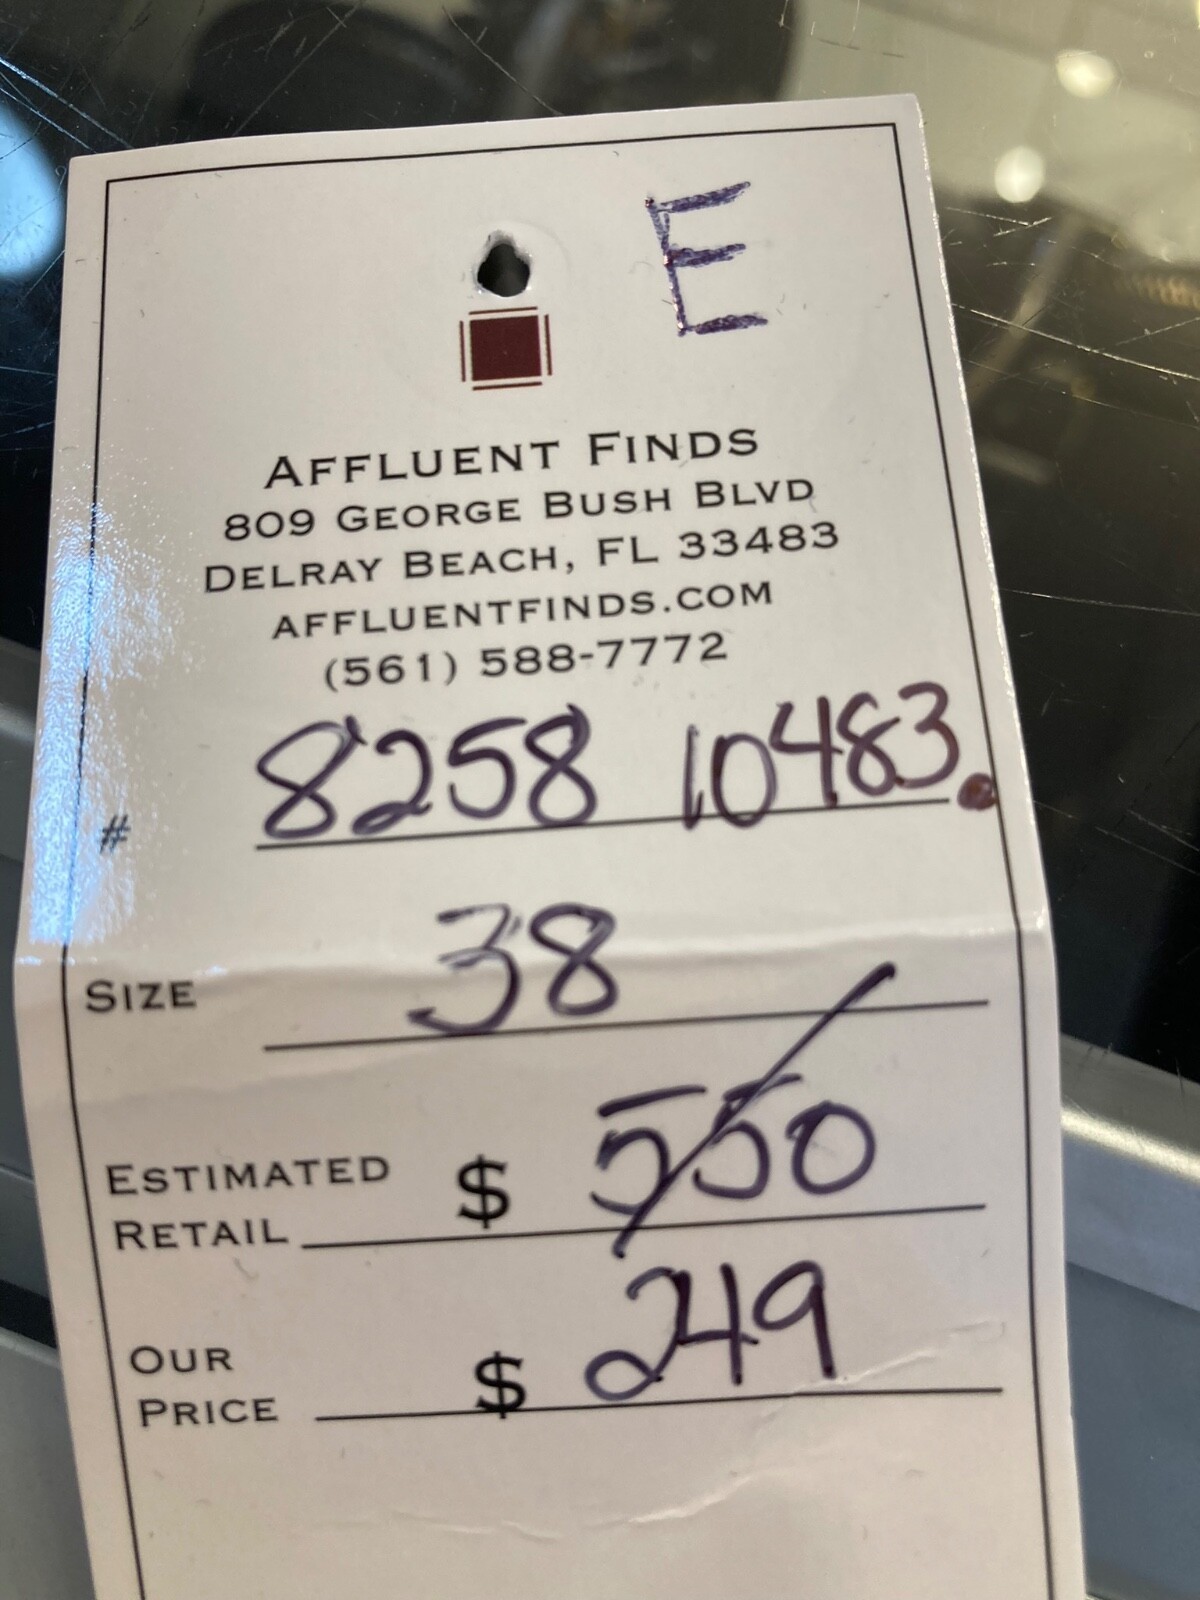 E
AFFLUENT FINDS
809 GEORGE BUSH BLVD
DELRAY BEACH, FL 33483
AFFLUENTFINDS.COM
(561) 588-7772
# 8258 10483.
SIZE 38
ESTIMATED
RETAIL $ 550
OUR
PRICE $ 249